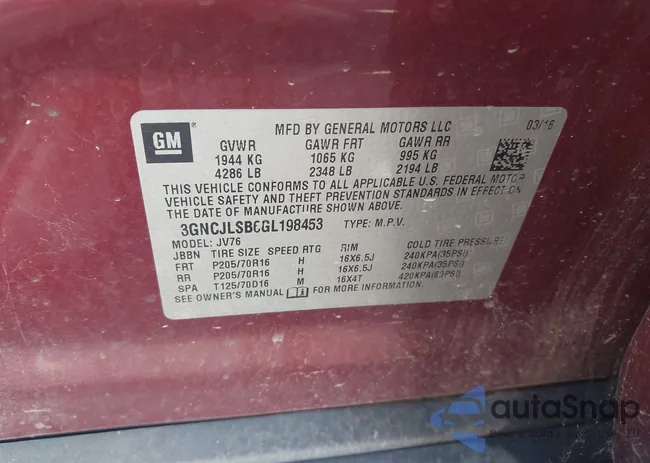 GM
MFD BY GENERAL MOTORS LLC 03/16
GVWR GAWR FRT GAWR RR
1944 KG 1065 KG 995 KG
4286 LB 2348 LB 2194 LB
THIS VEHICLE CONFORMS TO ALL APPLICABLE U.S. FEDERAL MOTOR
VEHICLE SAFETY AND THEFT PREVENTION STANDARDS IN EFFECT ON
THE DATE OF MANUFACTURE SHOWN ABOVE.
3GNCJLSB6GL198453 TYPE: M.P.V.
MODEL: JV76
JBBN TIRE SIZE SPEED RTG RIM COLD TIRE PRESSURE
FRT P205/70R16 H 16X6.5J 240KPA(35PSI)
RR P205/70R16 H 16X6.5J 240KPA(35PSI)
SPA T125/70D16 M 16X4T 420KPA(60PSI)
SEE OWNER'S MANUAL FOR MORE INFORMATION.
autoSnap